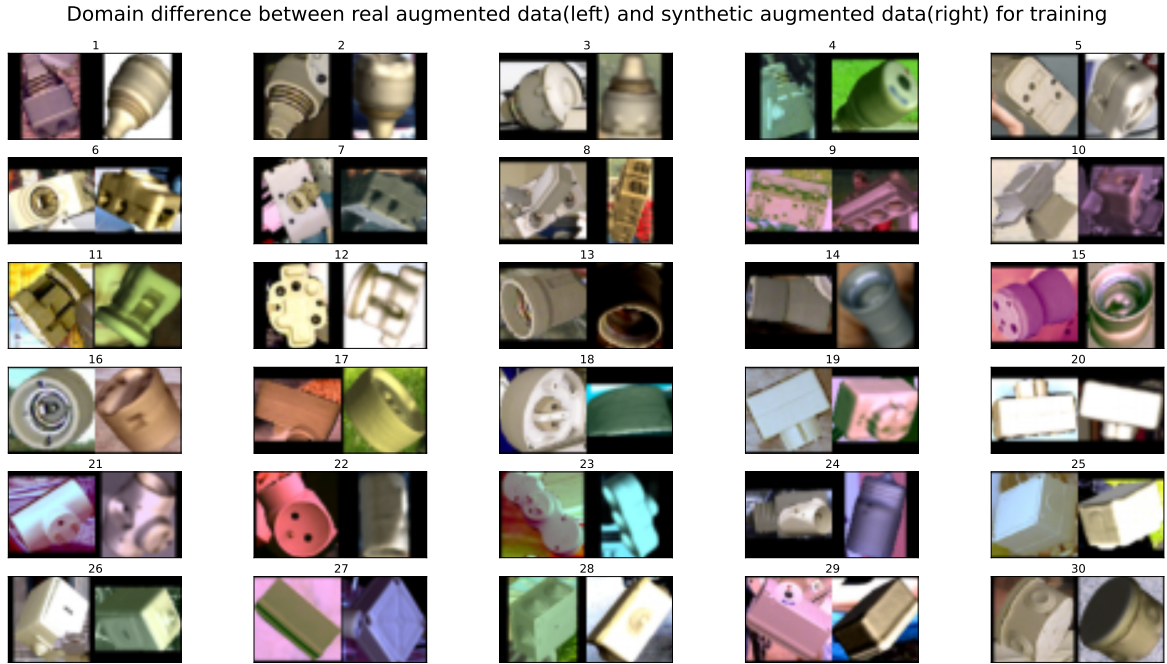 Domain difference between real augmented data(left) and synthetic augmented data(right) for training
1 2 3 4 5
6 7 8 9 10
11 12 13 14 15
16 17 18 19 20
21 22 23 24 25
26 27 28 29 30